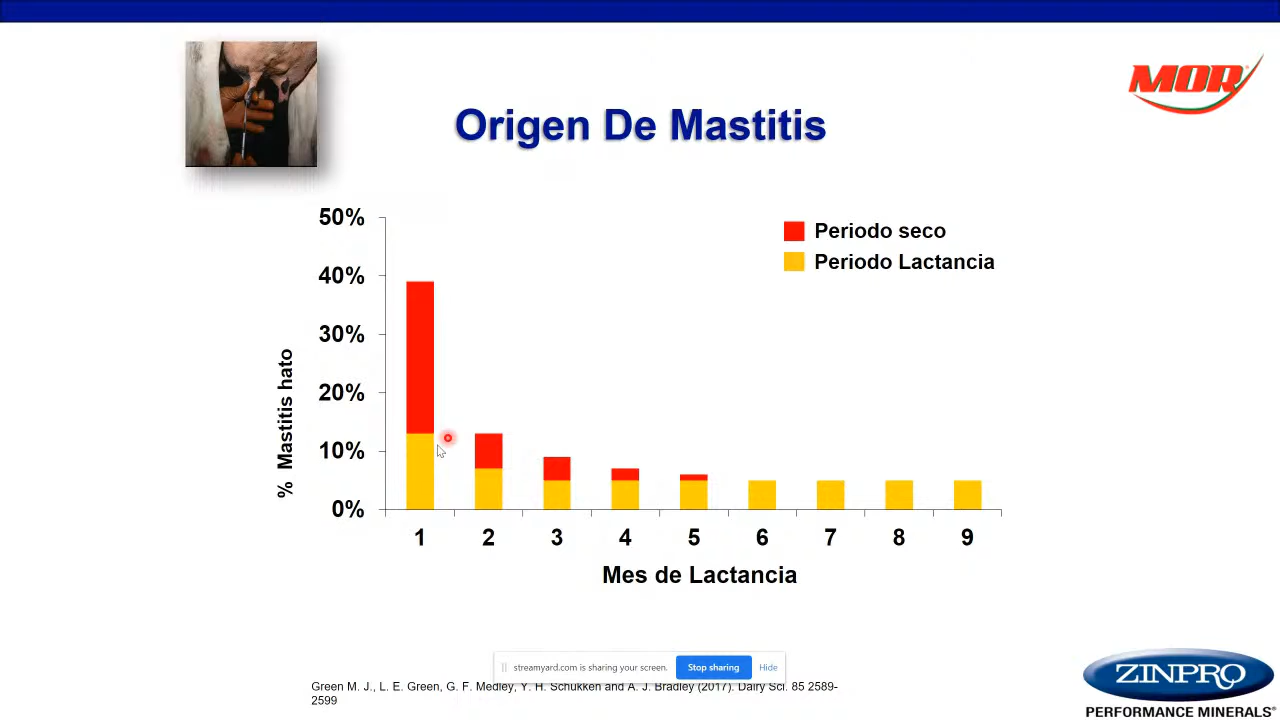 MOR
Origen De Mastitis
50%
40%
30%
20%
10%
0%
% Mastitis hato
Periodo seco
Periodo Lactancia
1 2 3 4 5 6 7 8 9
Mes de Lactancia
streamyard.com is sharing your screen. Stop sharing Hide
Green M. J., L. E. Green, G. F. Medley, Y. H. Schukken and A. J. Bradley (2017). Dairy Sci. 85 2589-
2599
ZINPRO
PERFORMANCE MINERALS®